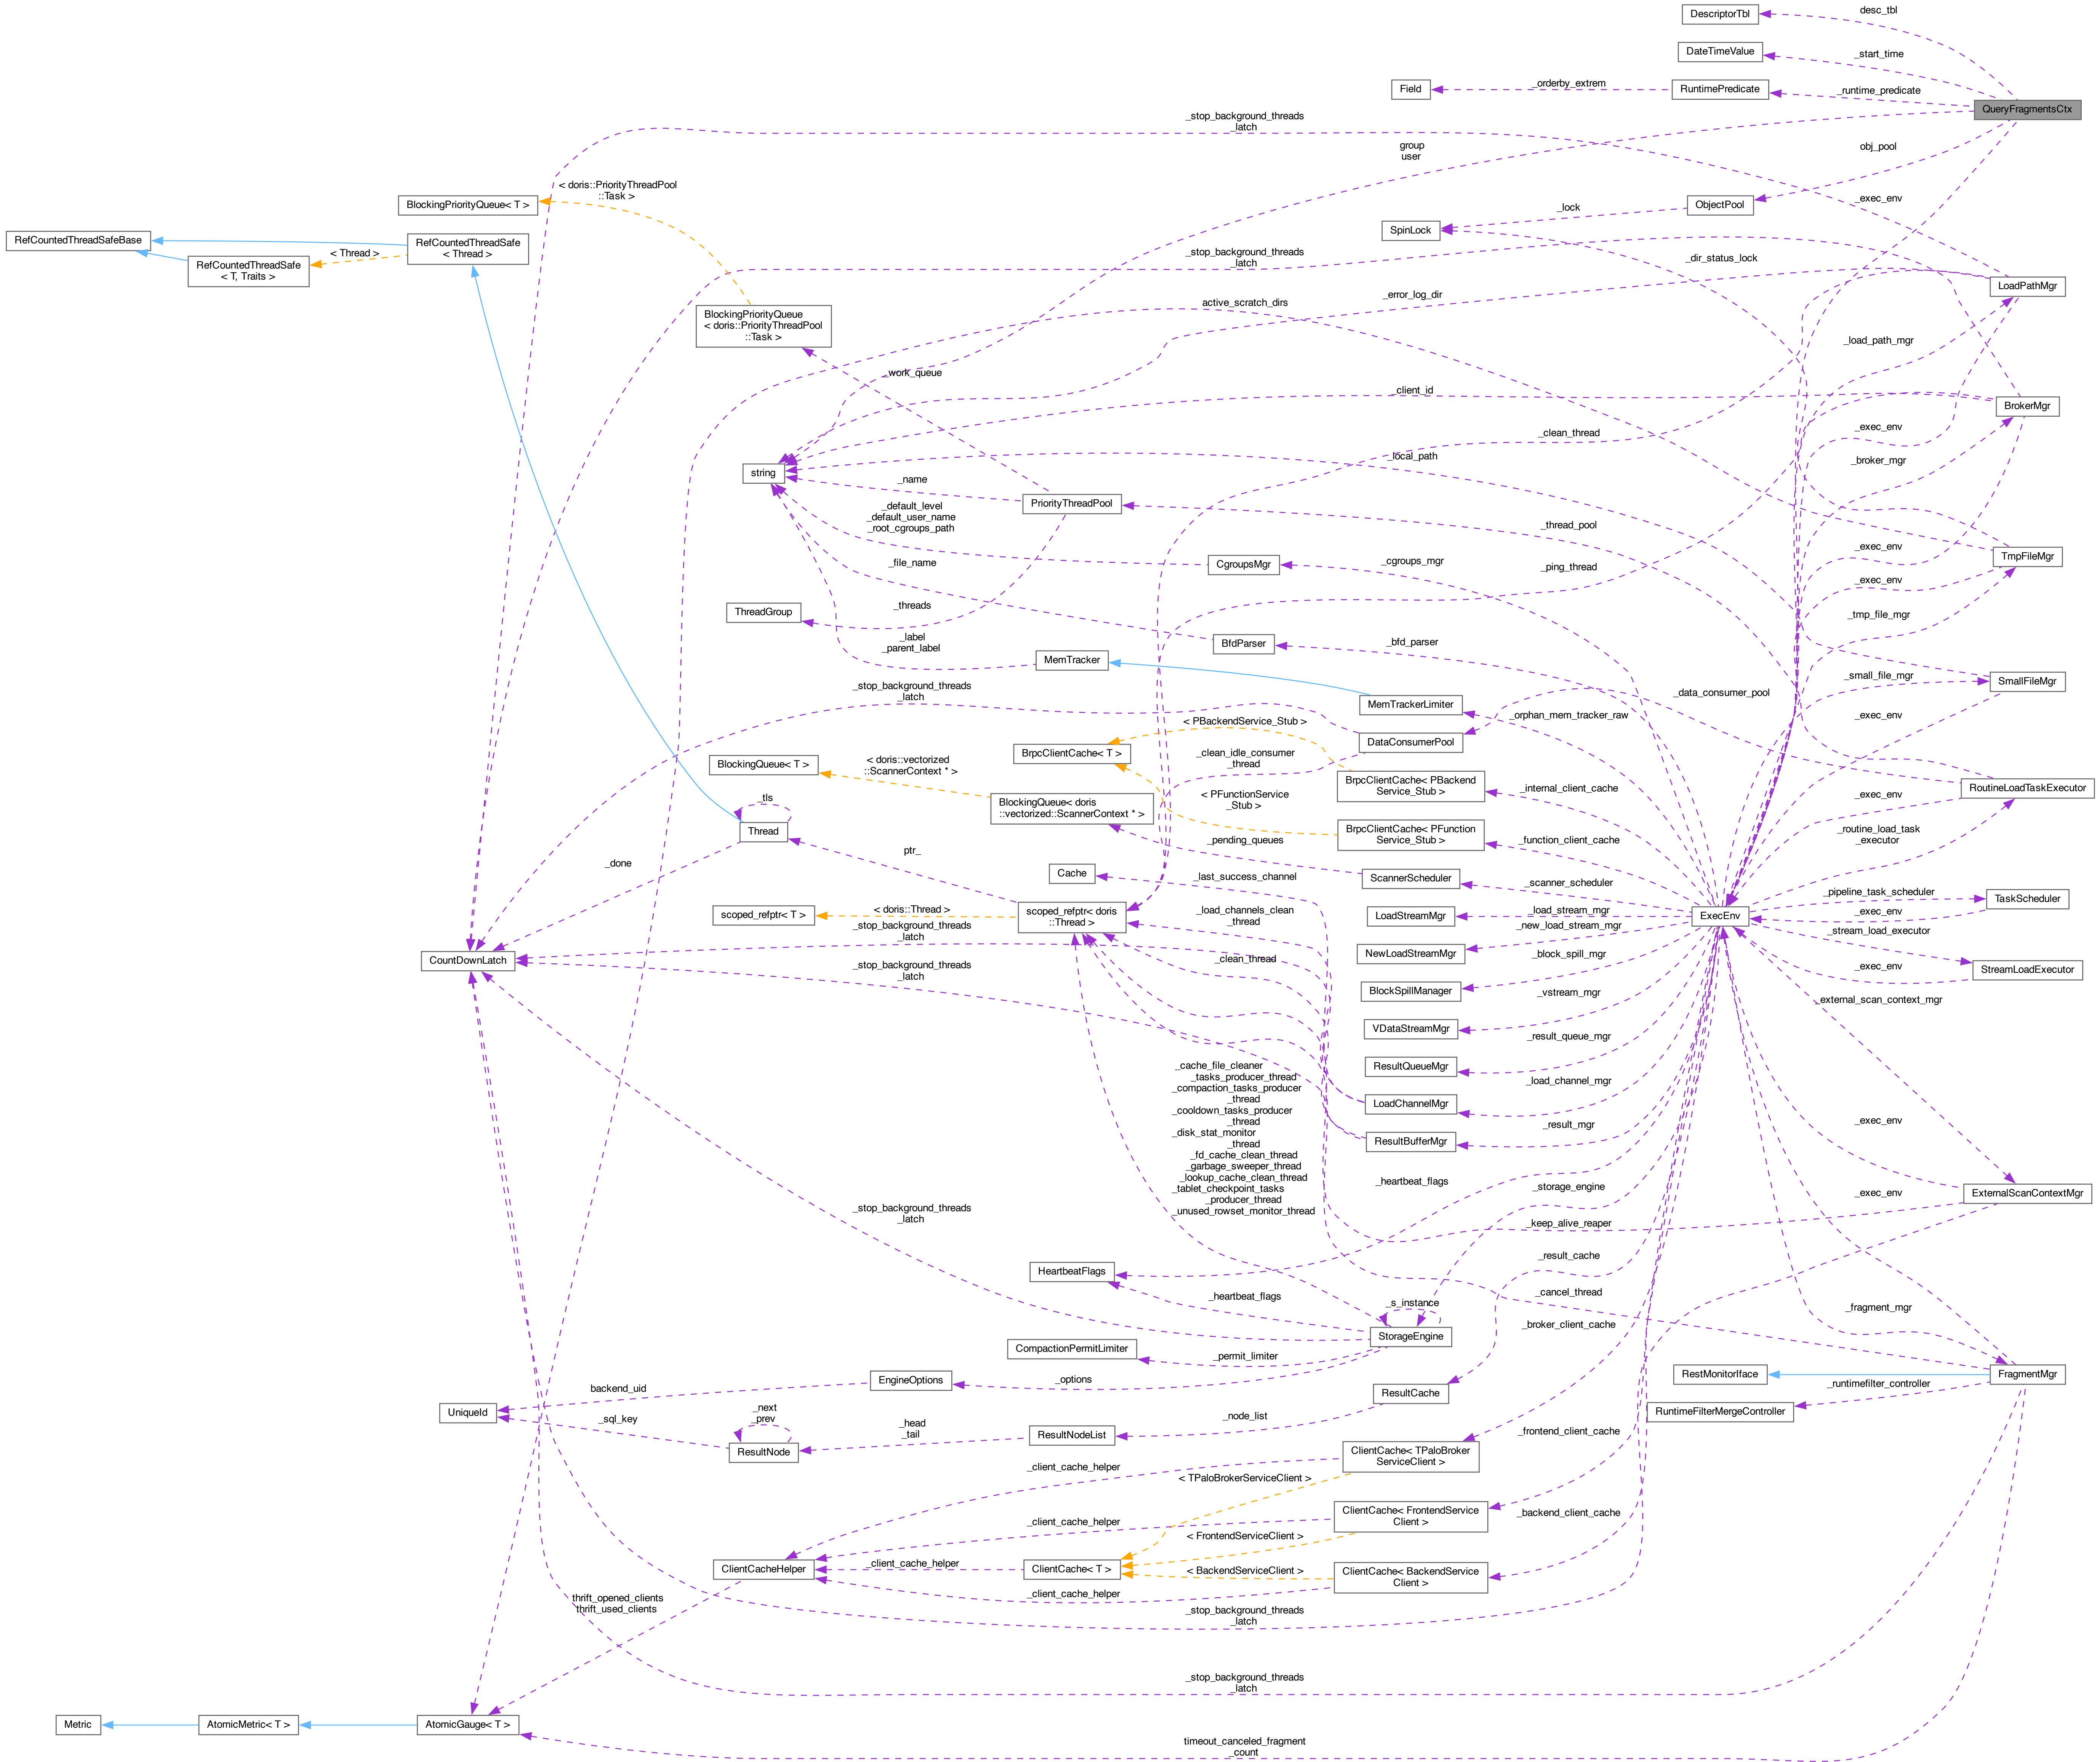 DescriptorTbl
desc_tbl
DateTimeValue
_start_time
Field
_orderby_extrem
RuntimePredicate
_runtime_predicate
QueryFragmentsCtx
_stop_background_threads
_latch
group
user
obj_pool
< doris::PriorityThreadPool
::Task >
BlockingPriorityQueue< T >
ObjectPool
_exec_env
_lock
SpinLock
RefCountedThreadSafeBase
RefCountedThreadSafe
< Thread >
< Thread >
RefCountedThreadSafe
< T, Traits >
_stop_background_threads
_latch
_dir_status_lock
LoadPathMgr
active_scratch_dirs
_error_log_dir
BlockingPriorityQueue
< doris::PriorityThreadPool
::Task >
_load_path_mgr
_work_queue
_client_id
BrokerMgr
_clean_thread
_exec_env
_local_path
_broker_mgr
string
_name
PriorityThreadPool
_default_level
_default_user_name
_root_cgroups_path
_thread_pool
_exec_env
TmpFileMgr
_file_name
CgroupsMgr
_cgroups_mgr
_ping_thread
_exec_env
ThreadGroup
_threads
_tmp_file_mgr
_label
_parent_label
BfdParser
_bfd_parser
MemTracker
_stop_background_threads
_latch
MemTrackerLimiter
_data_consumer_pool
_small_file_mgr
SmallFileMgr
_orphan_mem_tracker_raw
_exec_env
< PBackendService_Stub >
DataConsumerPool
BrpcClientCache< T >
_clean_idle_consumer
_thread
BlockingQueue< T >
< doris::vectorized
::ScannerContext * >
BrpcClientCache< PBackend
Service_Stub >
_internal_client_cache
RoutineLoadTaskExecutor
_tls
BlockingQueue< doris
::vectorized::ScannerContext * >
< PFunctionService
_Stub >
_exec_env
Thread
BrpcClientCache< PFunction
Service_Stub >
_function_client_cache
_routine_load_task
_executor
_pending_queues
ptr_
_done
Cache
_last_success_channel
ScannerScheduler
_scanner_scheduler
_pipeline_task_scheduler
TaskScheduler
scoped_refptr< T >
< doris::Thread >
scoped_refptr< doris
::Thread >
_load_channels_clean
_thread
LoadStreamMgr
_load_stream_mgr
ExecEnv
_exec_env
_stop_background_threads
_latch
_new_load_stream_mgr
_stream_load_executor
CountDownLatch
_stop_background_threads
_latch
_clean_thread
NewLoadStreamMgr
_block_spill_mgr
_exec_env
StreamLoadExecutor
BlockSpillManager
_vstream_mgr
_external_scan_context_mgr
VDataStreamMgr
_result_queue_mgr
ResultQueueMgr
_cache_file_cleaner
_tasks_producer_thread
_compaction_tasks_producer
_thread
_cooldown_tasks_producer
_thread
_disk_stat_monitor
_thread
_fd_cache_clean_thread
_garbage_sweeper_thread
_lookup_cache_clean_thread
_tablet_checkpoint_tasks
_producer_thread
_unused_rowset_monitor_thread
_load_channel_mgr
LoadChannelMgr
_result_mgr
ResultBufferMgr
_exec_env
_heartbeat_flags
_storage_engine
_exec_env
ExternalScanContextMgr
_stop_background_threads
_latch
_keep_alive_reaper
HeartbeatFlags
_result_cache
_heartbeat_flags
_s_instance
_cancel_thread
_fragment_mgr
StorageEngine
_broker_client_cache
CompactionPermitLimiter
_permit_limiter
RestMonitorIface
FragmentMgr
EngineOptions
_options
backend_uid
_runtimefilter_controller
ResultCache
UniqueId
_sql_key
_next
_prev
RuntimeFilterMergeController
_head
_tail
_node_list
ResultNode
ResultNodeList
_frontend_client_cache
_client_cache_helper
ClientCache< TPaloBroker
ServiceClient >
< TPaloBrokerServiceClient >
_client_cache_helper
ClientCache< FrontendService
Client >
_backend_client_cache
< FrontendServiceClient >
ClientCacheHelper
_client_cache_helper
ClientCache< T >
< BackendServiceClient >
ClientCache< BackendService
Client >
_client_cache_helper
thrift_opened_clients
thrift_used_clients
_stop_background_threads
_latch
_stop_background_threads
_latch
Metric
AtomicMetric< T >
AtomicGauge< T >
timeout_canceled_fragment
_count